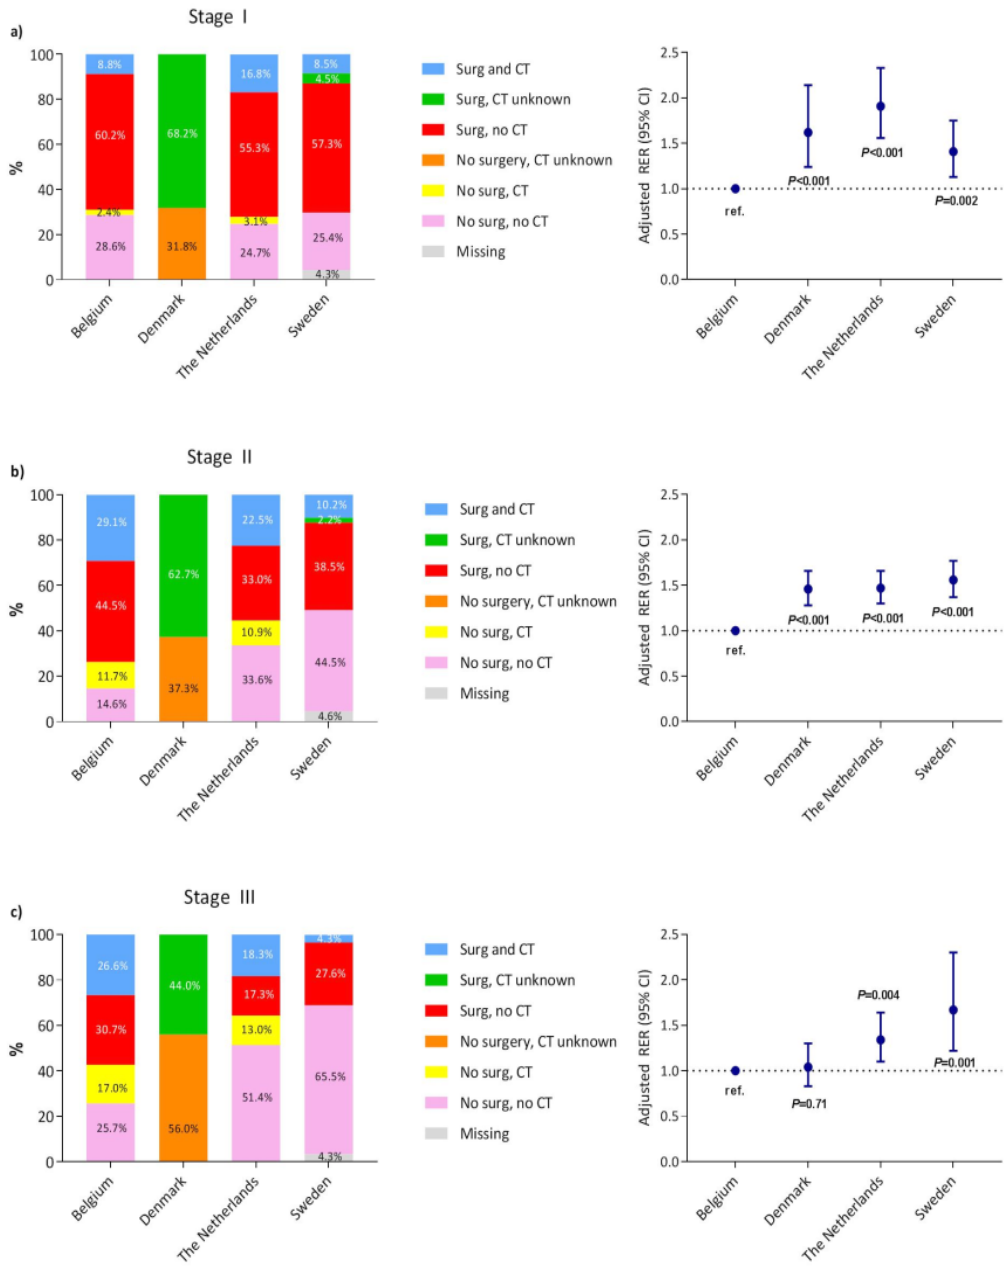 Stage I
a)
100
80
60
40
20
0
%
8.8%
60.2%
2.4%
28.6%
68.2%
31.8%
16.8%
55.3%
3.1%
24.7%
8.5%
4.5%
57.3%
25.4%
4.3%
Belgium
Denmark
The Netherlands
Sweden
Surg and CT
Surg, CT unknown
Surg, no CT
No surgery, CT unknown
No surg, CT
No surg, no CT
Missing
Adjusted RER (95% CI)
2.5
2.0
1.5
1.0
0.5
0.0
ref.
P<0.001
P<0.001
P=0.002
Belgium
Denmark
The Netherlands
Sweden
Stage II
b)
100
80
60
40
20
0
%
29.1%
44.5%
11.7%
14.6%
62.7%
37.3%
22.5%
33.0%
10.9%
33.6%
10.2%
2.2%
38.5%
44.5%
4.6%
Belgium
Denmark
The Netherlands
Sweden
Surg and CT
Surg, CT unknown
Surg, no CT
No surgery, CT unknown
No surg, CT
No surg, no CT
Missing
Adjusted RER (95% CI)
2.5
2.0
1.5
1.0
0.5
0.0
ref.
P<0.001
P<0.001
P<0.001
Belgium
Denmark
The Netherlands
Sweden
Stage III
c)
100
80
60
40
20
0
%
26.6%
30.7%
17.0%
25.7%
44.0%
56.0%
18.3%
17.3%
13.0%
51.4%
4.3%
27.6%
65.5%
4.3%
Belgium
Denmark
The Netherlands
Sweden
Surg and CT
Surg, CT unknown
Surg, no CT
No surgery, CT unknown
No surg, CT
No surg, no CT
Missing
Adjusted RER (95% CI)
2.5
2.0
1.5
1.0
0.5
0.0
ref.
P=0.71
P=0.004
P=0.001
Belgium
Denmark
The Netherlands
Sweden